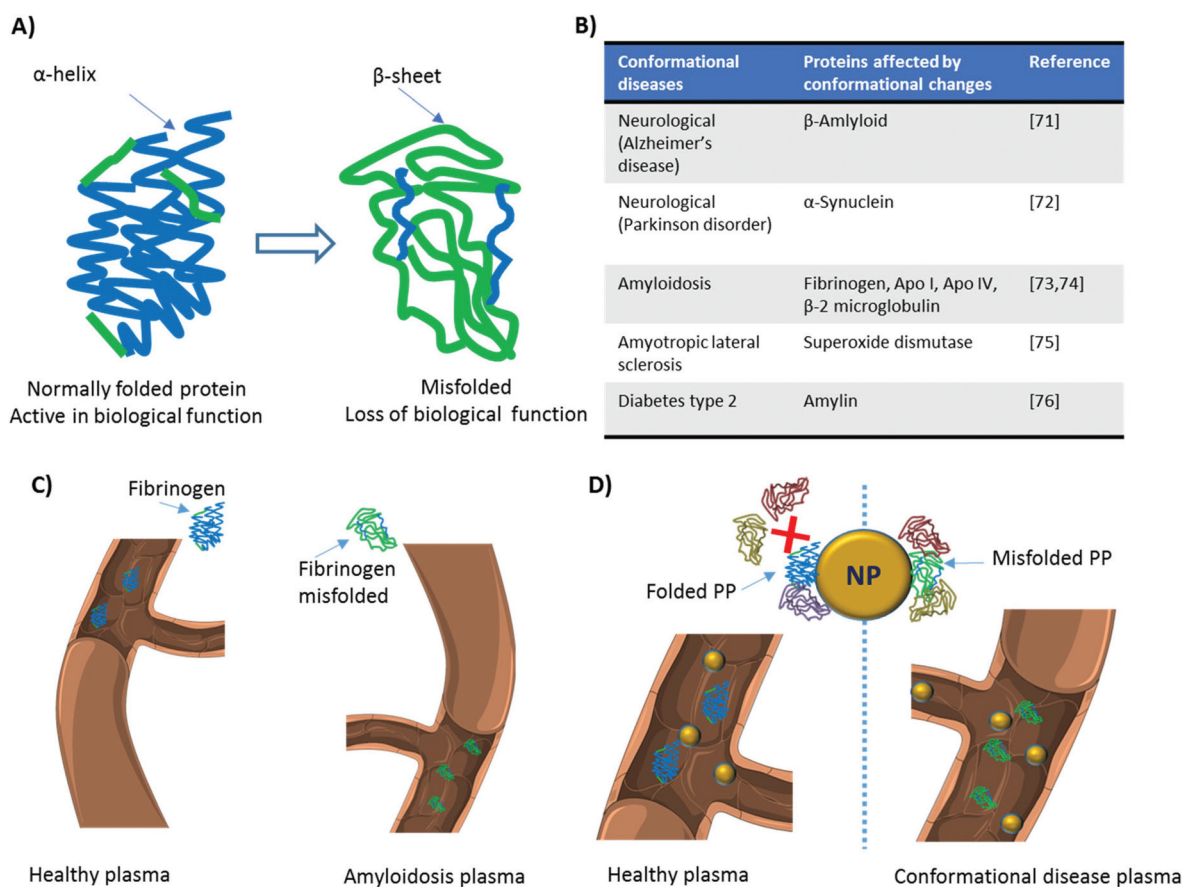 A)
α-helix
β-sheet
Normally folded protein
Active in biological function
Misfolded
Loss of biological function
B)
Conformational diseases
Proteins affected by conformational changes
Reference
Neurological
(Alzheimer's
disease)
β-Amlyloid
[71]
Neurological
(Parkinson disorder)
α-Synuclein
[72]
Amyloidosis
Fibrinogen, Apo I, Apo IV,
β-2 microglobulin
[73,74]
Amyotropic lateral
sclerosis
Superoxide dismutase
[75]
Diabetes type 2
Amylin
[76]
C)
Fibrinogen
Fibrinogen
misfolded
Healthy plasma
Amyloidosis plasma
D)
NP
Folded PP
Misfolded PP
Healthy plasma
Conformational disease plasma